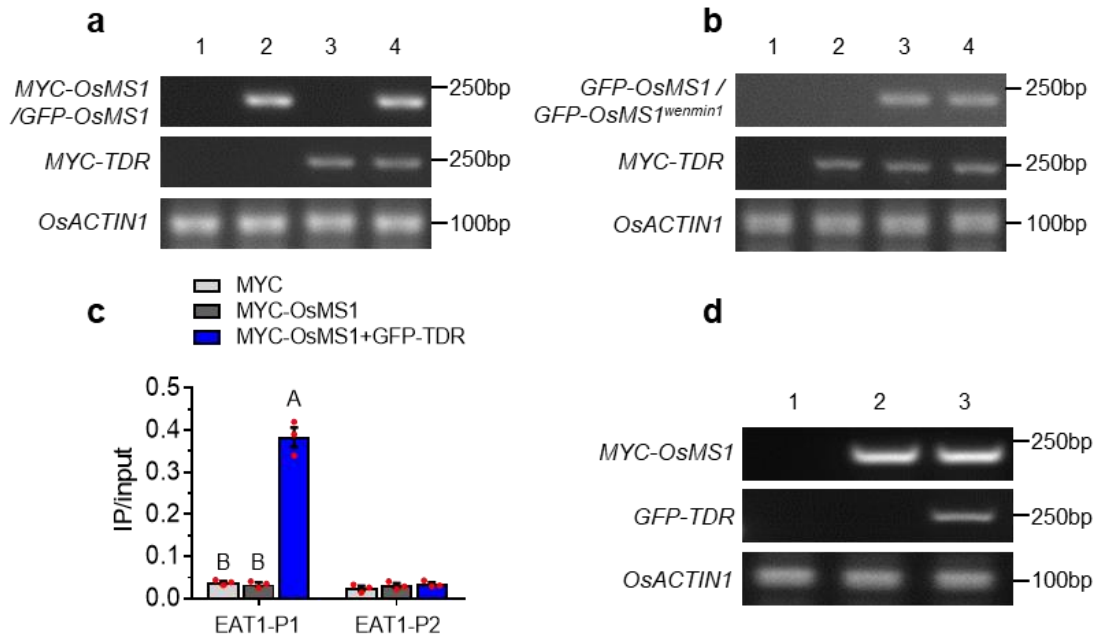 a
1 2 3 4
MYC-OsMS1
/GFP-OsMS1
250bp
MYC-TDR
250bp
OsACTIN1
100bp
b
1 2 3 4
GFP-OsMS1 /
GFP-OsMS1wenmin1
250bp
MYC-TDR
250bp
OsACTIN1
100bp
c
MYC
MYC-OsMS1
MYC-OsMS1+GFP-TDR
IP/input
0.5
0.4
0.3
0.2
0.1
0.0
B B A
EAT1-P1 EAT1-P2
d
1 2 3
MYC-OsMS1
250bp
GFP-TDR
250bp
OsACTIN1
100bp